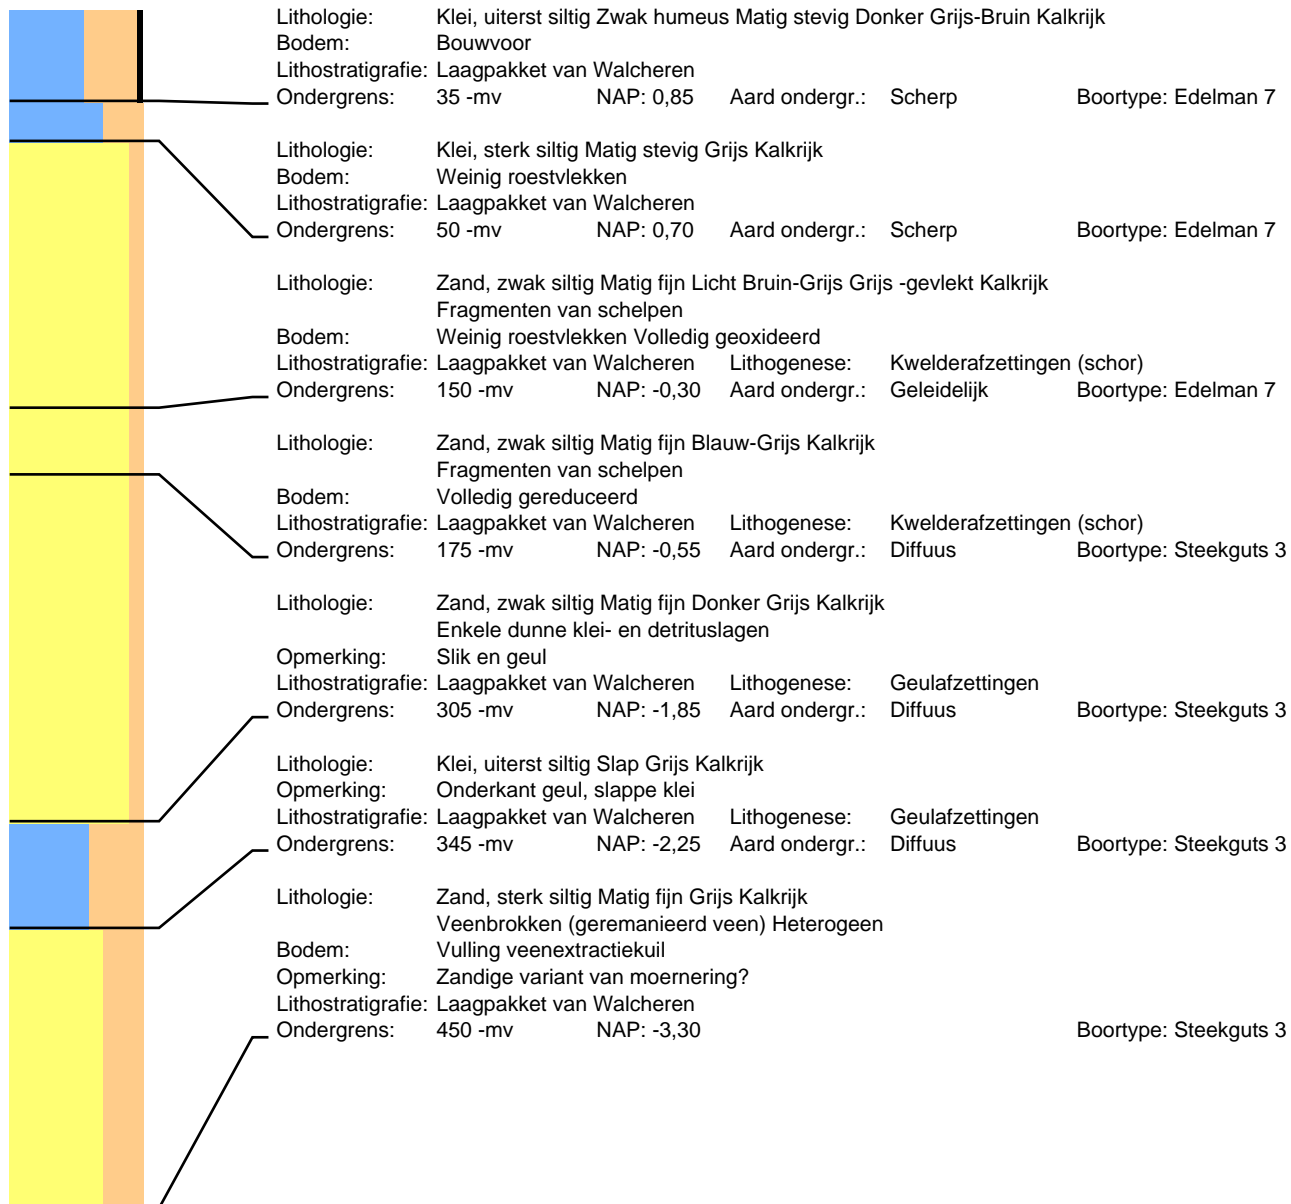 Lithologie: Klei, uiterst siltig Zwak humeus Matig stevig Donker Grijs-Bruin Kalkrijk
Bodem: Bouwvoor
Lithostratigrafie: Laagpakket van Walcheren
Ondergrens: 35 -mv NAP: 0,85 Aard ondergr.: Scherp Boortype: Edelman 7
Lithologie: Klei, sterk siltig Matig stevig Grijs Kalkrijk
Bodem: Weinig roestvlekken
Lithostratigrafie: Laagpakket van Walcheren
Ondergrens: 50 -mv NAP: 0,70 Aard ondergr.: Scherp Boortype: Edelman 7
Lithologie: Zand, zwak siltig Matig fijn Licht Bruin-Grijs Grijs -gevlekt Kalkrijk
Fragmenten van schelpen
Bodem: Weinig roestvlekken Volledig geoxideerd
Lithostratigrafie: Laagpakket van Walcheren Lithogenese: Kwelderafzettingen (schor)
Ondergrens: 150 -mv NAP: -0,30 Aard ondergr.: Geleidelijk Boortype: Edelman 7
Lithologie: Zand, zwak siltig Matig fijn Blauw-Grijs Kalkrijk
Fragmenten van schelpen
Bodem: Volledig gereduceerd
Lithostratigrafie: Laagpakket van Walcheren Lithogenese: Kwelderafzettingen (schor)
Ondergrens: 175 -mv NAP: -0,55 Aard ondergr.: Diffuus Boortype: Steekguts 3
Lithologie: Zand, zwak siltig Matig fijn Donker Grijs Kalkrijk
Enkele dunne klei- en detrituslagen
Opmerking: Slik en geul
Lithostratigrafie: Laagpakket van Walcheren Lithogenese: Geulafzettingen
Ondergrens: 305 -mv NAP: -1,85 Aard ondergr.: Diffuus Boortype: Steekguts 3
Lithologie: Klei, uiterst siltig Slap Grijs Kalkrijk
Opmerking: Onderkant geul, slappe klei
Lithostratigrafie: Laagpakket van Walcheren Lithogenese: Geulafzettingen
Ondergrens: 345 -mv NAP: -2,25 Aard ondergr.: Diffuus Boortype: Steekguts 3
Lithologie: Zand, sterk siltig Matig fijn Grijs Kalkrijk
Veenbrokken (geremanieerd veen) Heterogeen
Bodem: Vulling veenextractiekuil
Opmerking: Zandige variant van moernering?
Lithostratigrafie: Laagpakket van Walcheren
Ondergrens: 450 -mv NAP: -3,30 Boortype: Steekguts 3